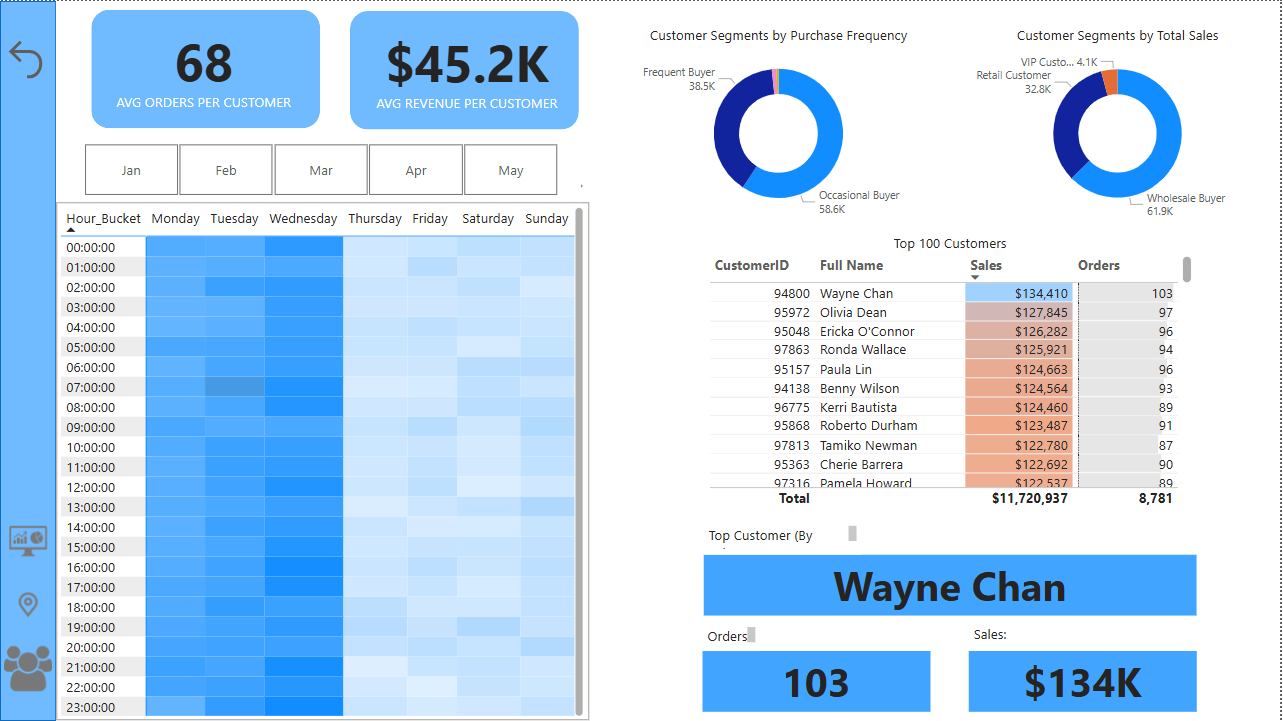 68
AVG ORDERS PER CUSTOMER
$45.2K
AVG REVENUE PER CUSTOMER
Jan Feb Mar Apr May
Hour_Bucket Monday Tuesday Wednesday Thursday Friday Saturday Sunday
00:00:00
01:00:00
02:00:00
03:00:00
04:00:00
05:00:00
06:00:00
07:00:00
08:00:00
09:00:00
10:00:00
11:00:00
12:00:00
13:00:00
14:00:00
15:00:00
16:00:00
17:00:00
18:00:00
19:00:00
20:00:00
21:00:00
22:00:00
23:00:00
Customer Segments by Purchase Frequency
Frequent Buyer
38.5K
Occasional Buyer
58.6K
Customer Segments by Total Sales
VIP Custo... 4.1K
Retail Customer
32.8K
Wholesale Buyer
61.9K
Top 100 Customers
CustomerID Full Name Sales Orders
94800 Wayne Chan $134,410 103
95972 Olivia Dean $127,845 97
95048 Ericka O'Connor $126,282 96
97863 Ronda Wallace $125,921 94
95157 Paula Lin $124,663 96
94138 Benny Wilson $124,564 93
96775 Kerri Bautista $124,460 89
95868 Roberto Durham $123,487 91
97813 Tamiko Newman $122,780 87
95363 Cherie Barrera $122,692 90
97316 Pamela Howard $122,537 89
Total $11,720,937 8,781
Top Customer (By
Wayne Chan
Orders
103
Sales:
$134K